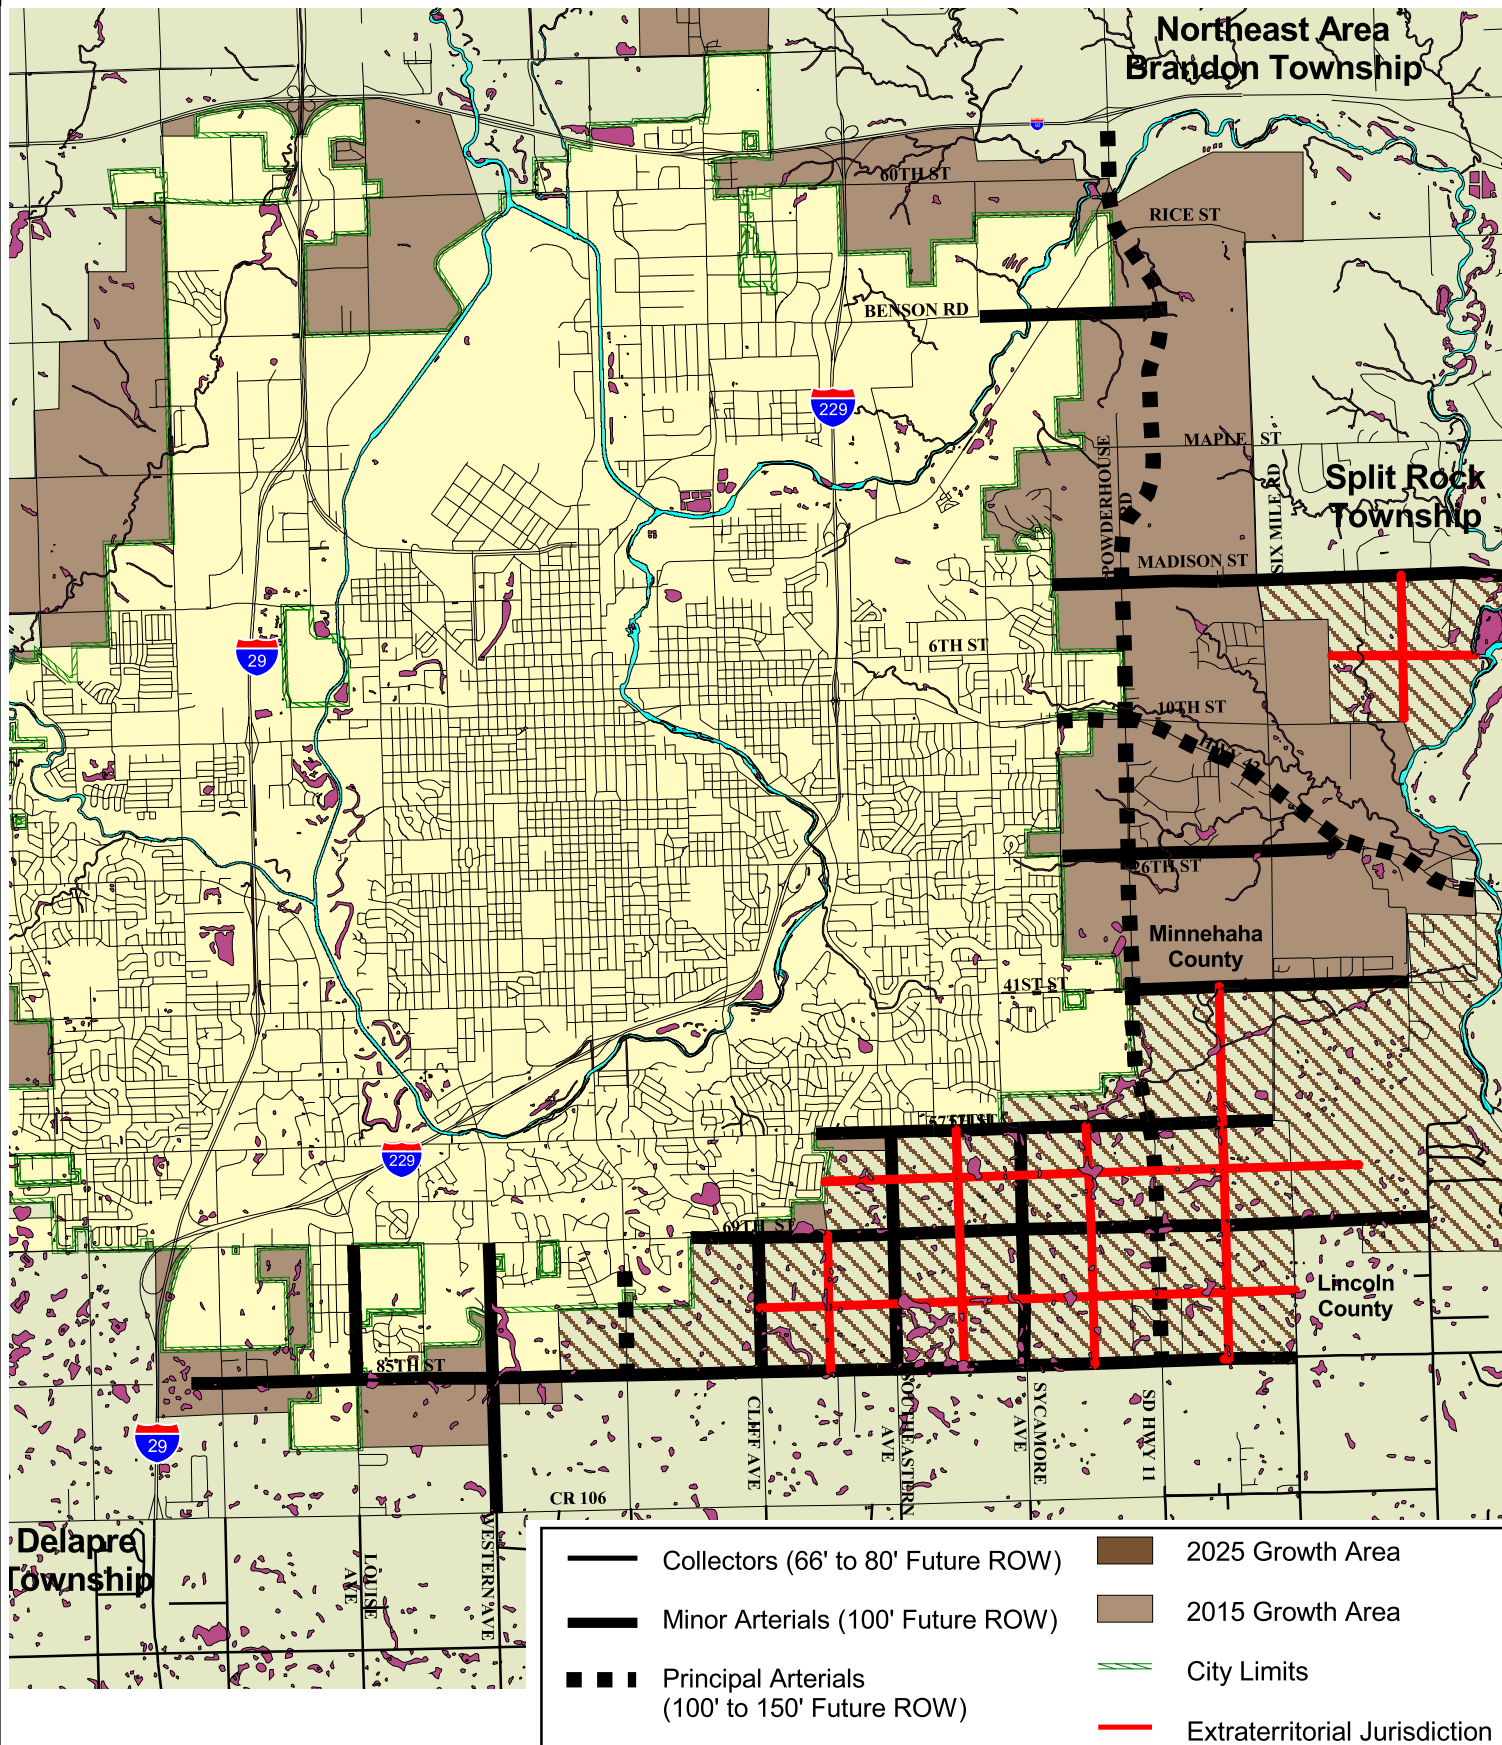 Northeast Area
Brandon Township
60TH ST
RICE ST
BENSON RD
229
MAPLE ST
POWDERHOUSE
RD
SIX MILE RD
Split Rock
Township
MADISON ST
6TH ST
29
10TH ST
HWY 42
26TH ST
Minnehaha
County
41ST ST
57TH ST
229
69TH ST
Lincoln
County
85TH ST
29
CLIFF AVE
SOUTHEASTERN
AVE
SYCAMORE
AVE
SD HWY 11
CR 106
Delapre
Township
LOUISE
AVE
WESTERN AVE
Collectors (66' to 80' Future ROW)
Minor Arterials (100' Future ROW)
Principal Arterials
(100' to 150' Future ROW)
2025 Growth Area
2015 Growth Area
City Limits
Extraterritorial Jurisdiction